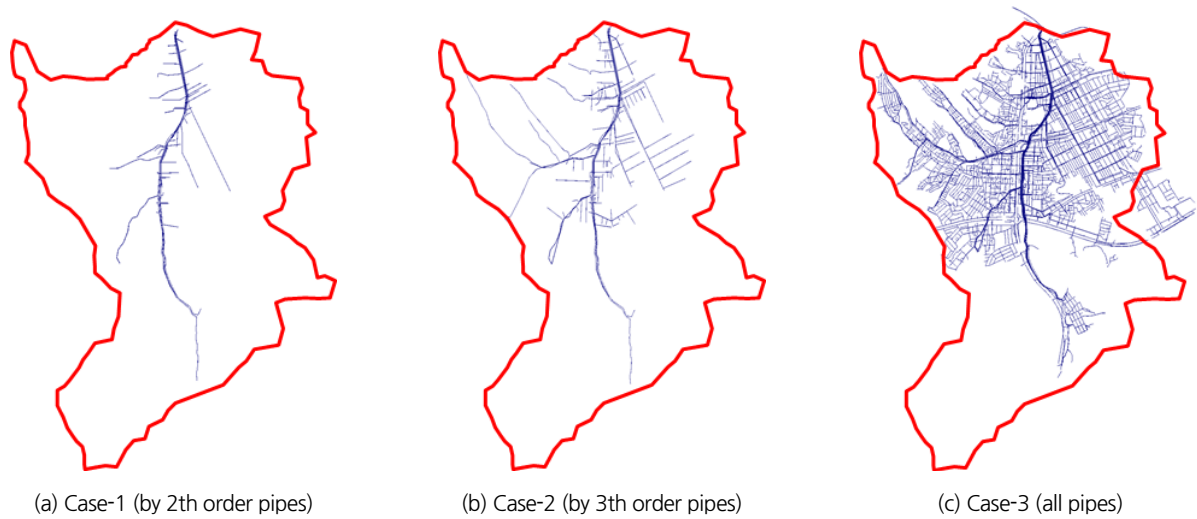 (a) Case-1 (by 2th order pipes)
(b) Case-2 (by 3th order pipes)
(c) Case-3 (all pipes)